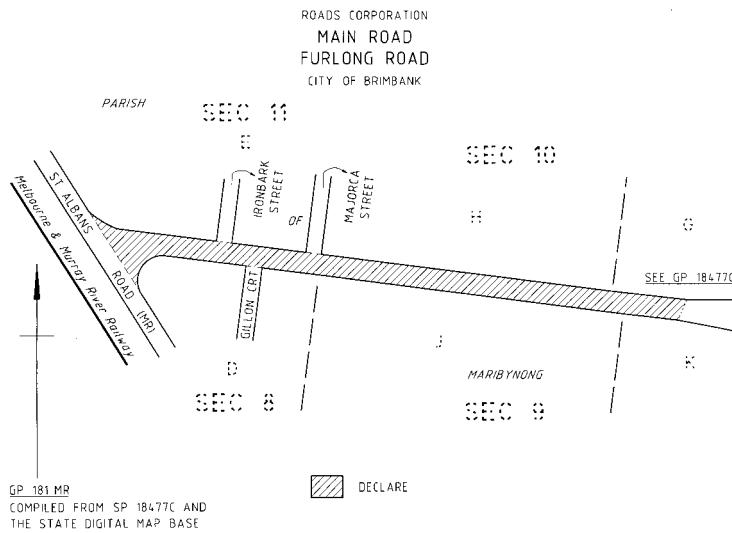 ROADS CORPORATION
MAIN ROAD
FURLONG ROAD
CITY OF BRIMBANK
PARISH
SEC 11
E
SEC 10
IRONBARK
STREET
OF
MAJORCA
STREET
H
G
ST ALBANS
ROAD (MR)
Melbourne & Murray River Railway
SEE GP 18477C
GILLON CRT
J
D
K
MARIBYNONG
SEC 8
SEC 9
GP 181 MR
COMPILED FROM SP 18477C AND
THE STATE DIGITAL MAP BASE
DECLARE